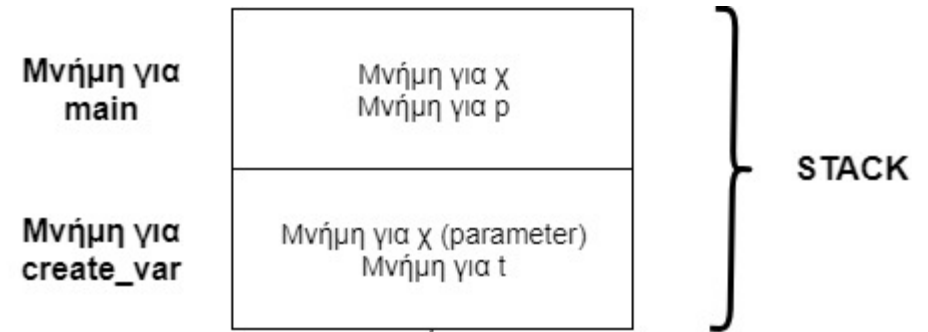 Μνήμη για
main
Μνήμη για χ
Μνήμη για p
STACK
Μνήμη για
create_var
Μνήμη για χ (parameter)
Μνήμη για t